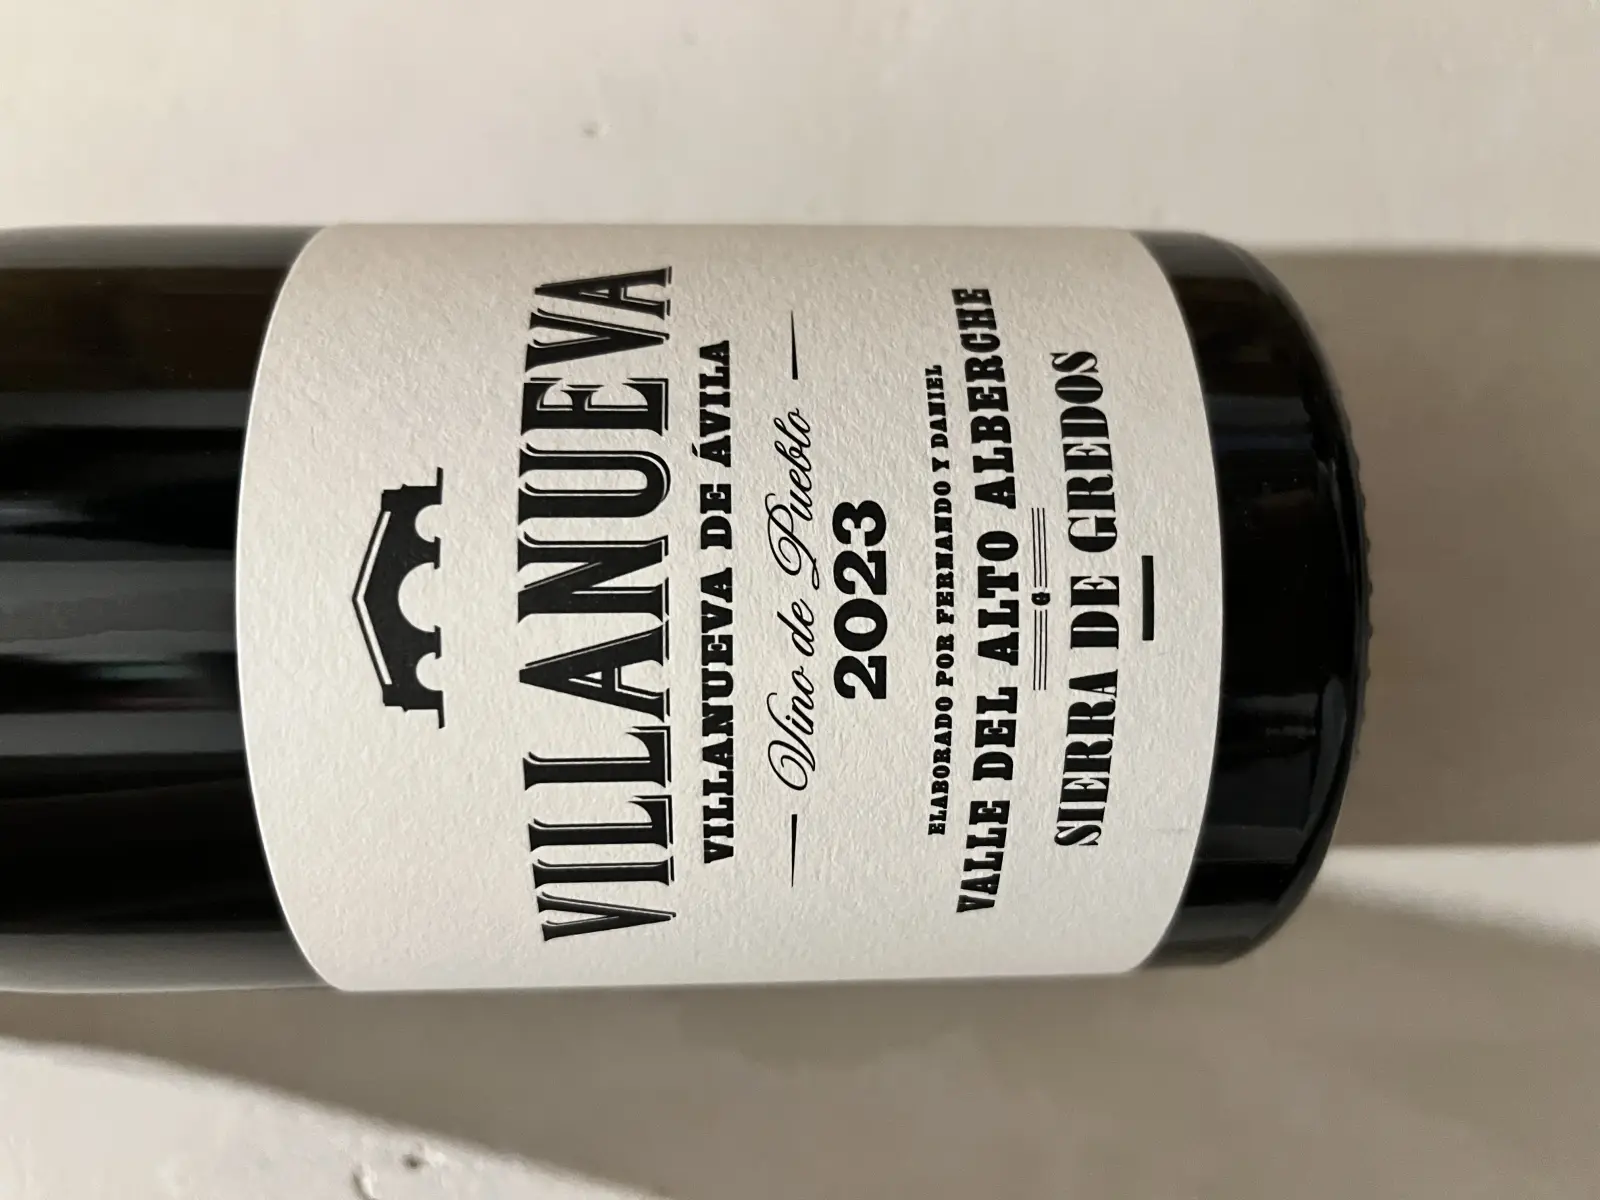 VILLANUEVA
VILLANUEVA DE ÁVILA
Vino de Pueblo
2023
ELABORADO POR FERNANDO Y DANIEL
VALLE DEL ALTO ALBERCHE
G
SIERRA DE GREDOS